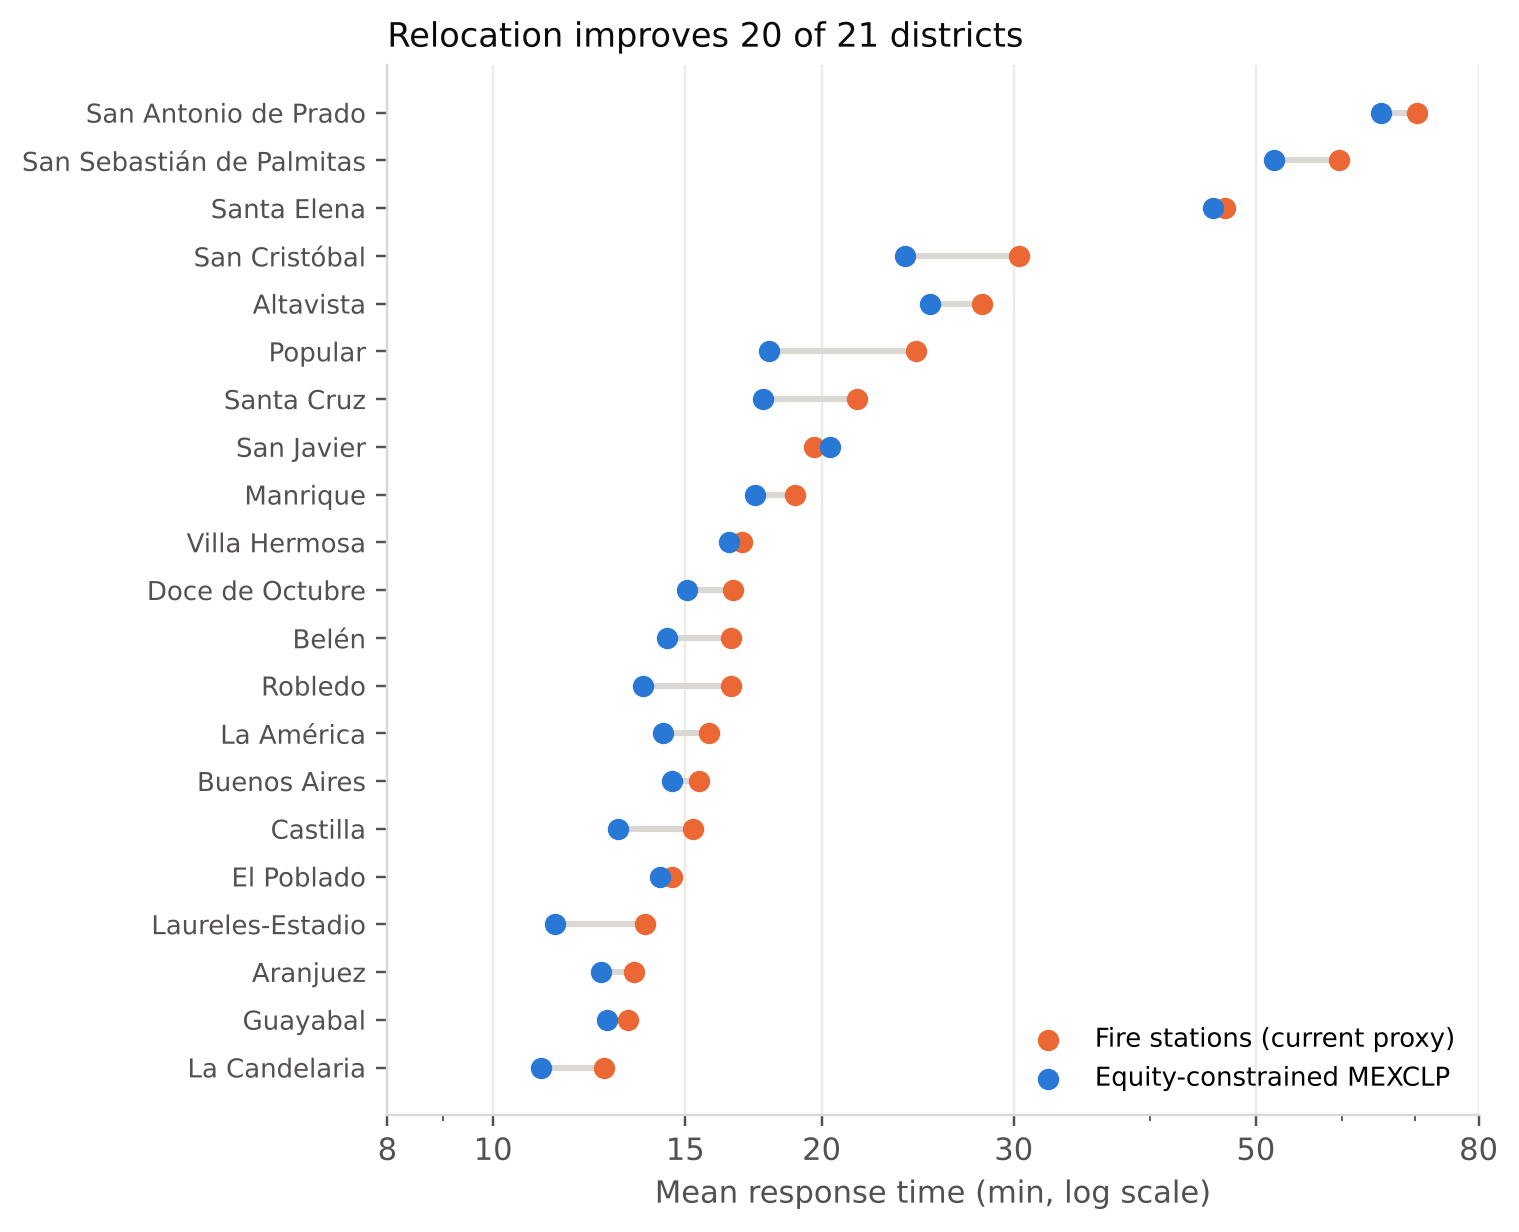 Relocation improves 20 of 21 districts
San Antonio de Prado
San Sebastián de Palmitas
Santa Elena
San Cristóbal
Altavista
Popular
Santa Cruz
San Javier
Manrique
Villa Hermosa
Doce de Octubre
Belén
Robledo
La América
Buenos Aires
Castilla
El Poblado
Laureles-Estadio
Aranjuez
Guayabal
La Candelaria
Fire stations (current proxy)
Equity-constrained MEXCLP
8 10 15 20 30 50 80
Mean response time (min, log scale)